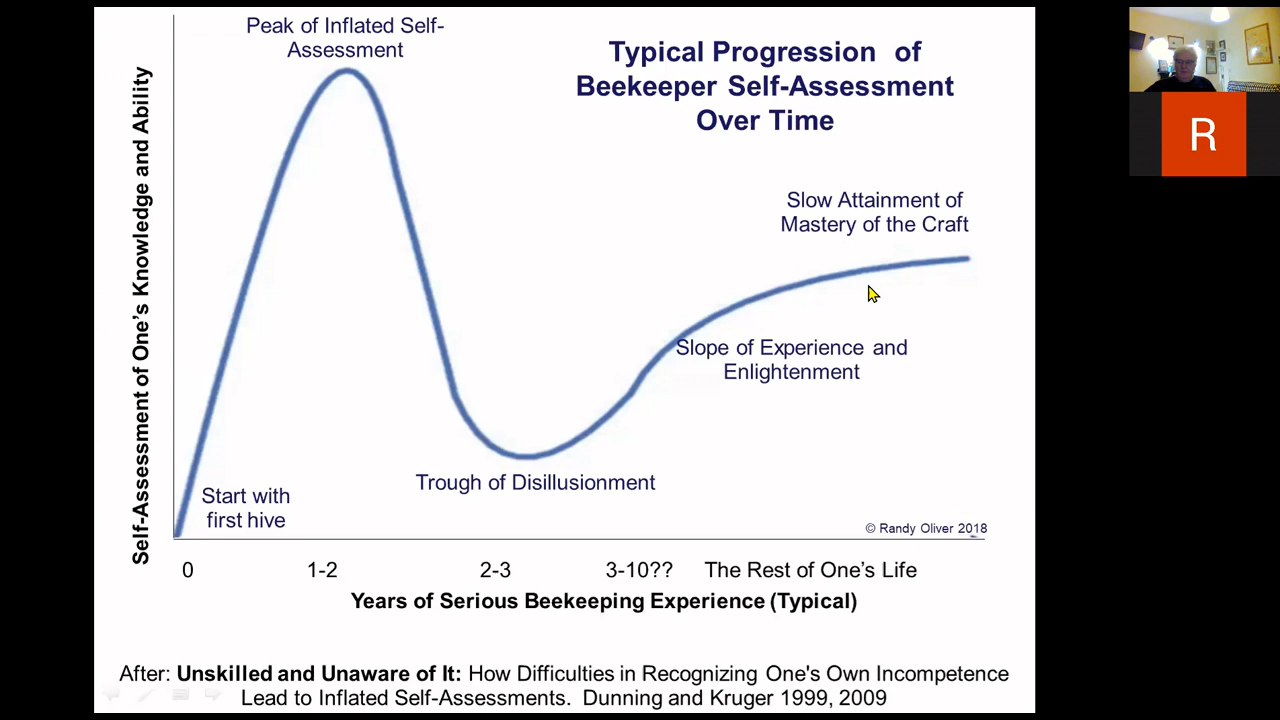 Peak of Inflated Self-
Assessment
Typical Progression of
Beekeeper Self-Assessment
Over Time
R
Self-Assessment of One's Knowledge and Ability
Slow Attainment of
Mastery of the Craft
Slope of Experience and
Enlightenment
Trough of Disillusionment
Start with
first hive
© Randy Oliver 2018
0 1-2 2-3 3-10?? The Rest of One's Life
Years of Serious Beekeeping Experience (Typical)
After: Unskilled and Unaware of It: How Difficulties in Recognizing One's Own Incompetence
Lead to Inflated Self-Assessments. Dunning and Kruger 1999, 2009